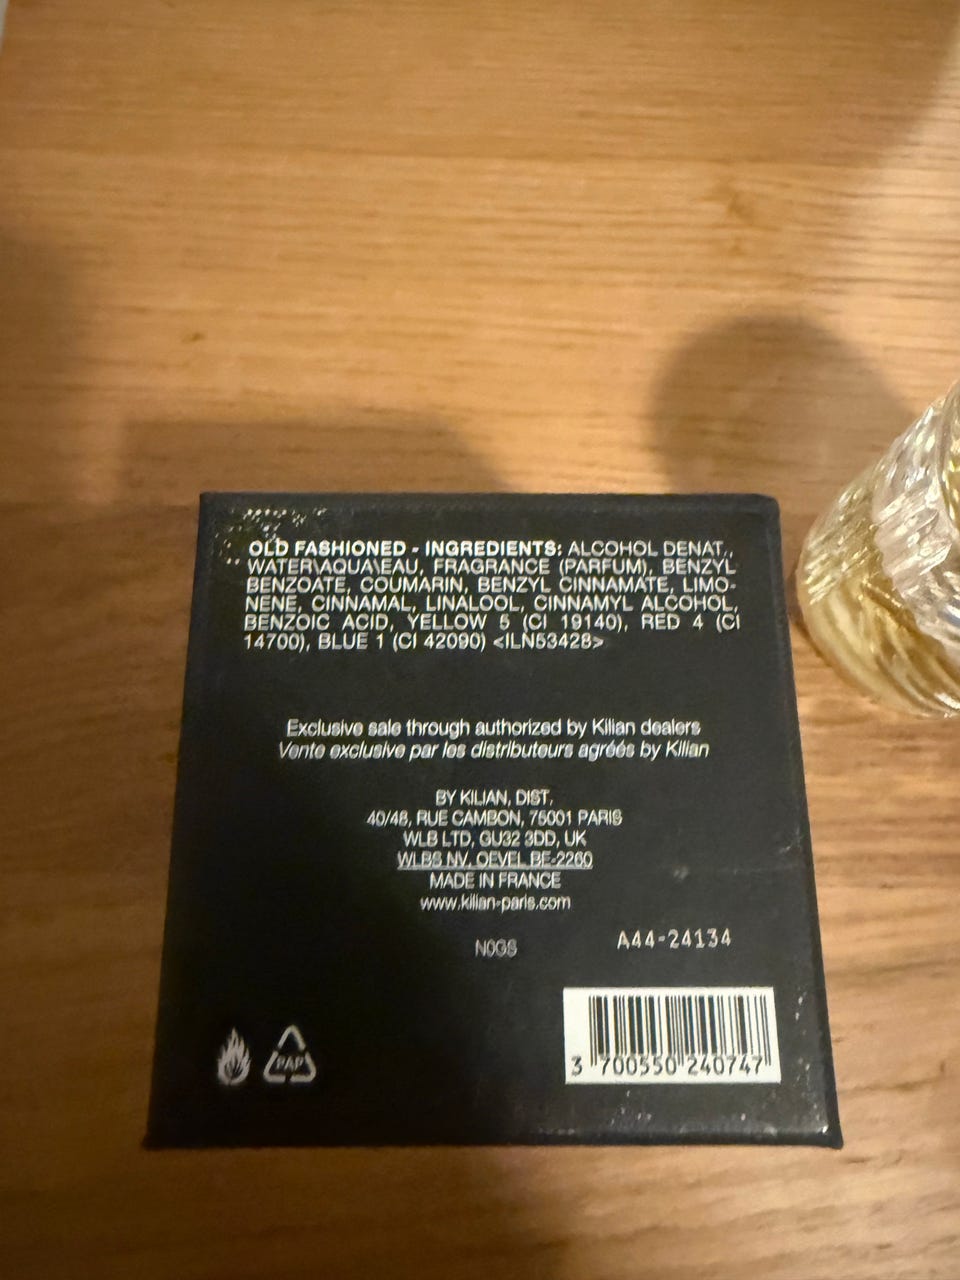 OLD FASHIONED - INGREDIENTS: ALCOHOL DENAT.,
WATER\AQUA\EAU, FRAGRANCE (PARFUM), BENZYL
BENZOATE, COUMARIN, BENZYL CINNAMATE, LIMO-
NENE, CINNAMAL, LINALOOL, CINNAMYL ALCOHOL,
BENZOIC ACID, YELLOW 5 (CI 19140), RED 4 (CI
14700), BLUE 1 (CI 42090) <ILN53428>
Exclusive sale through authorized by Kilian dealers
Vente exclusive par les distributeurs agréés by Kilian
BY KILIAN, DIST.
40/48, RUE CAMBON, 75001 PARIS
WLB LTD, GU32 3DD, UK
WLBS NV, OEVEL BE-2260
MADE IN FRANCE
www.kilian-paris.com
N0GS
A44-24134
PAP
3 700550 240747